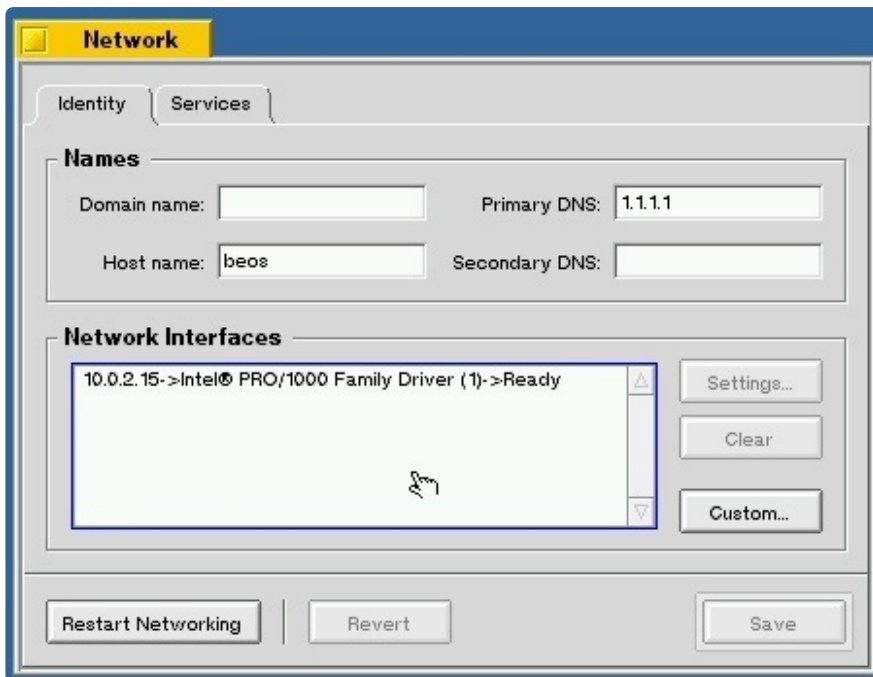 Network
Identity Services
Names
Domain name: Primary DNS: 1.1.1.1
Host name: beos Secondary DNS:
Network Interfaces
10.0.2.15->Intel® PRO/1000 Family Driver (1)->Ready
Settings...
Clear
Custom...
Restart Networking Revert Save